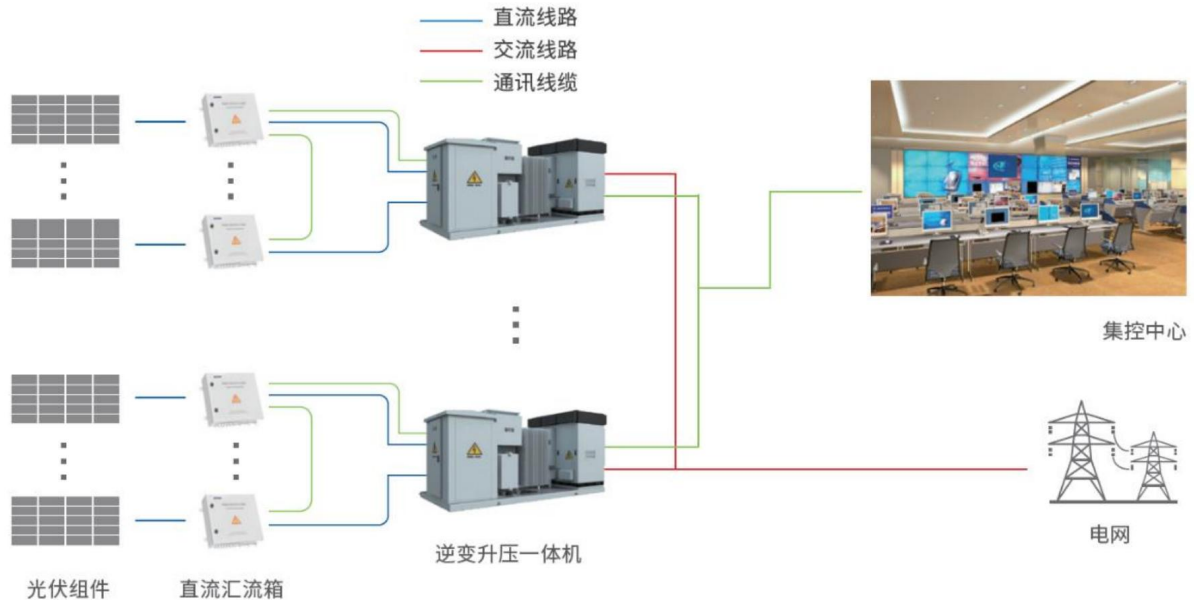 直流线路
交流线路
通讯线缆
集控中心
电网
逆变升压一体机
光伏组件
直流汇流箱